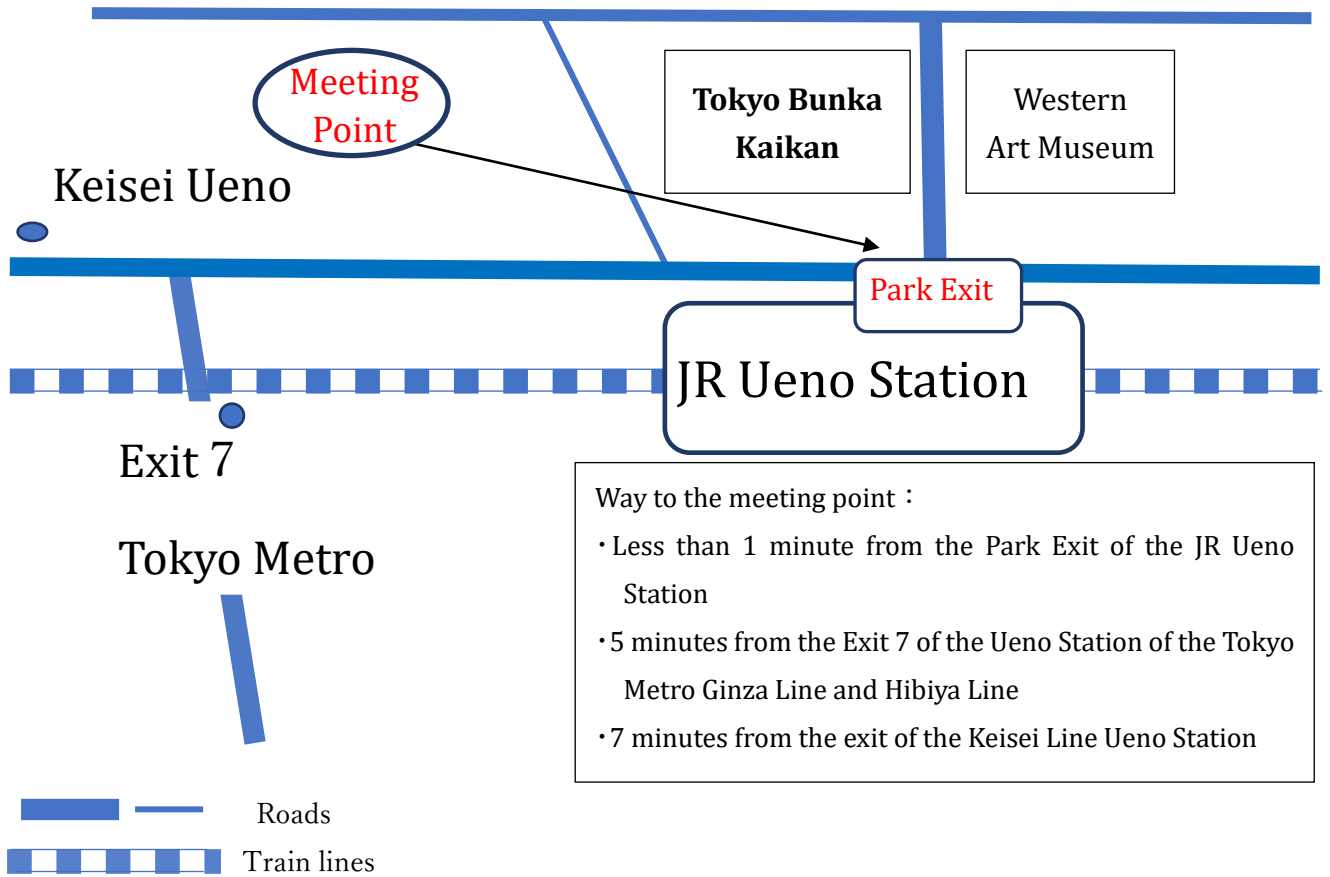 Meeting
Point
Tokyo Bunka
Kaikan
Western
Art Museum
Keisei Ueno
Park Exit
JR Ueno Station
Exit 7
Tokyo Metro
Way to the meeting point：
・Less than 1 minute from the Park Exit of the JR Ueno
Station
・5 minutes from the Exit 7 of the Ueno Station of the Tokyo
Metro Ginza Line and Hibiya Line
・7 minutes from the exit of the Keisei Line Ueno Station
Roads
Train lines